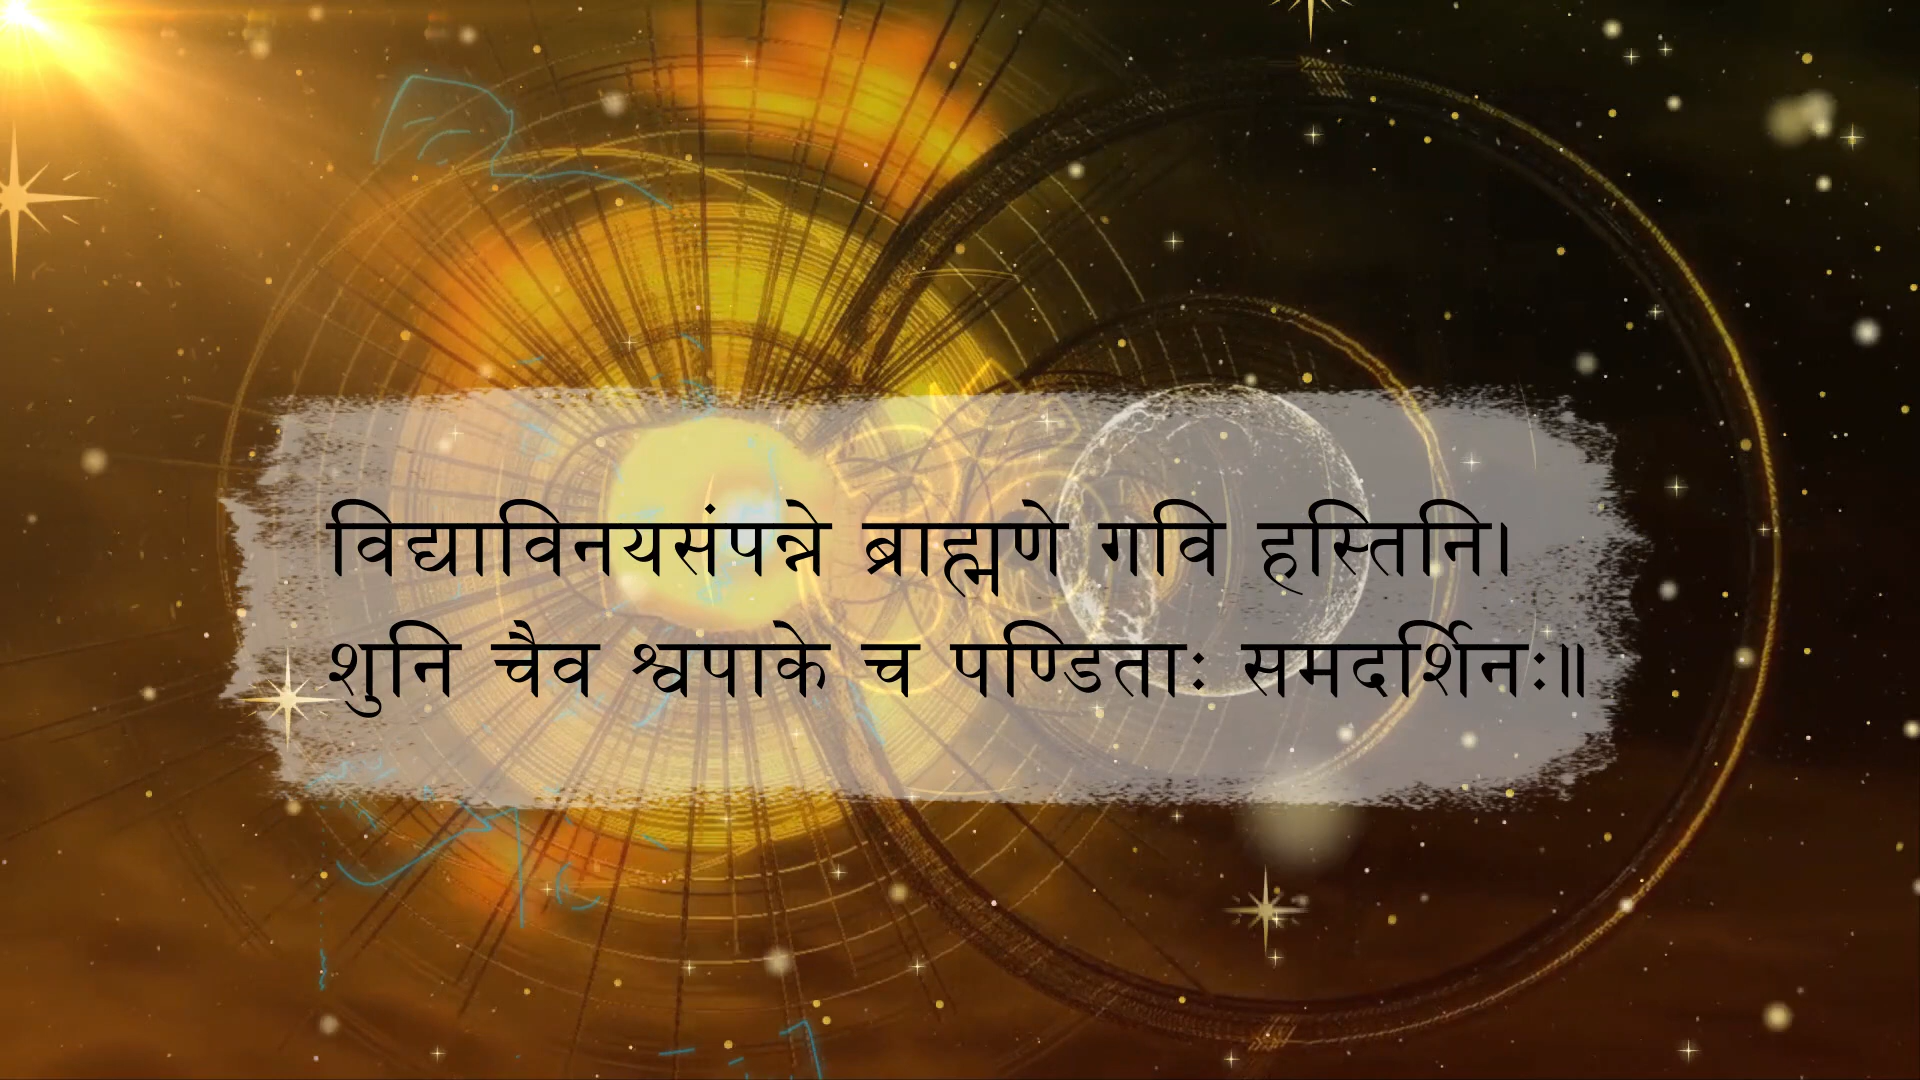 विद्याविनयसंपन्ने ब्राह्मणे गवि हस्तिनि।
शुनि चैव श्वपाके च पण्डिताः समदर्शिनः॥